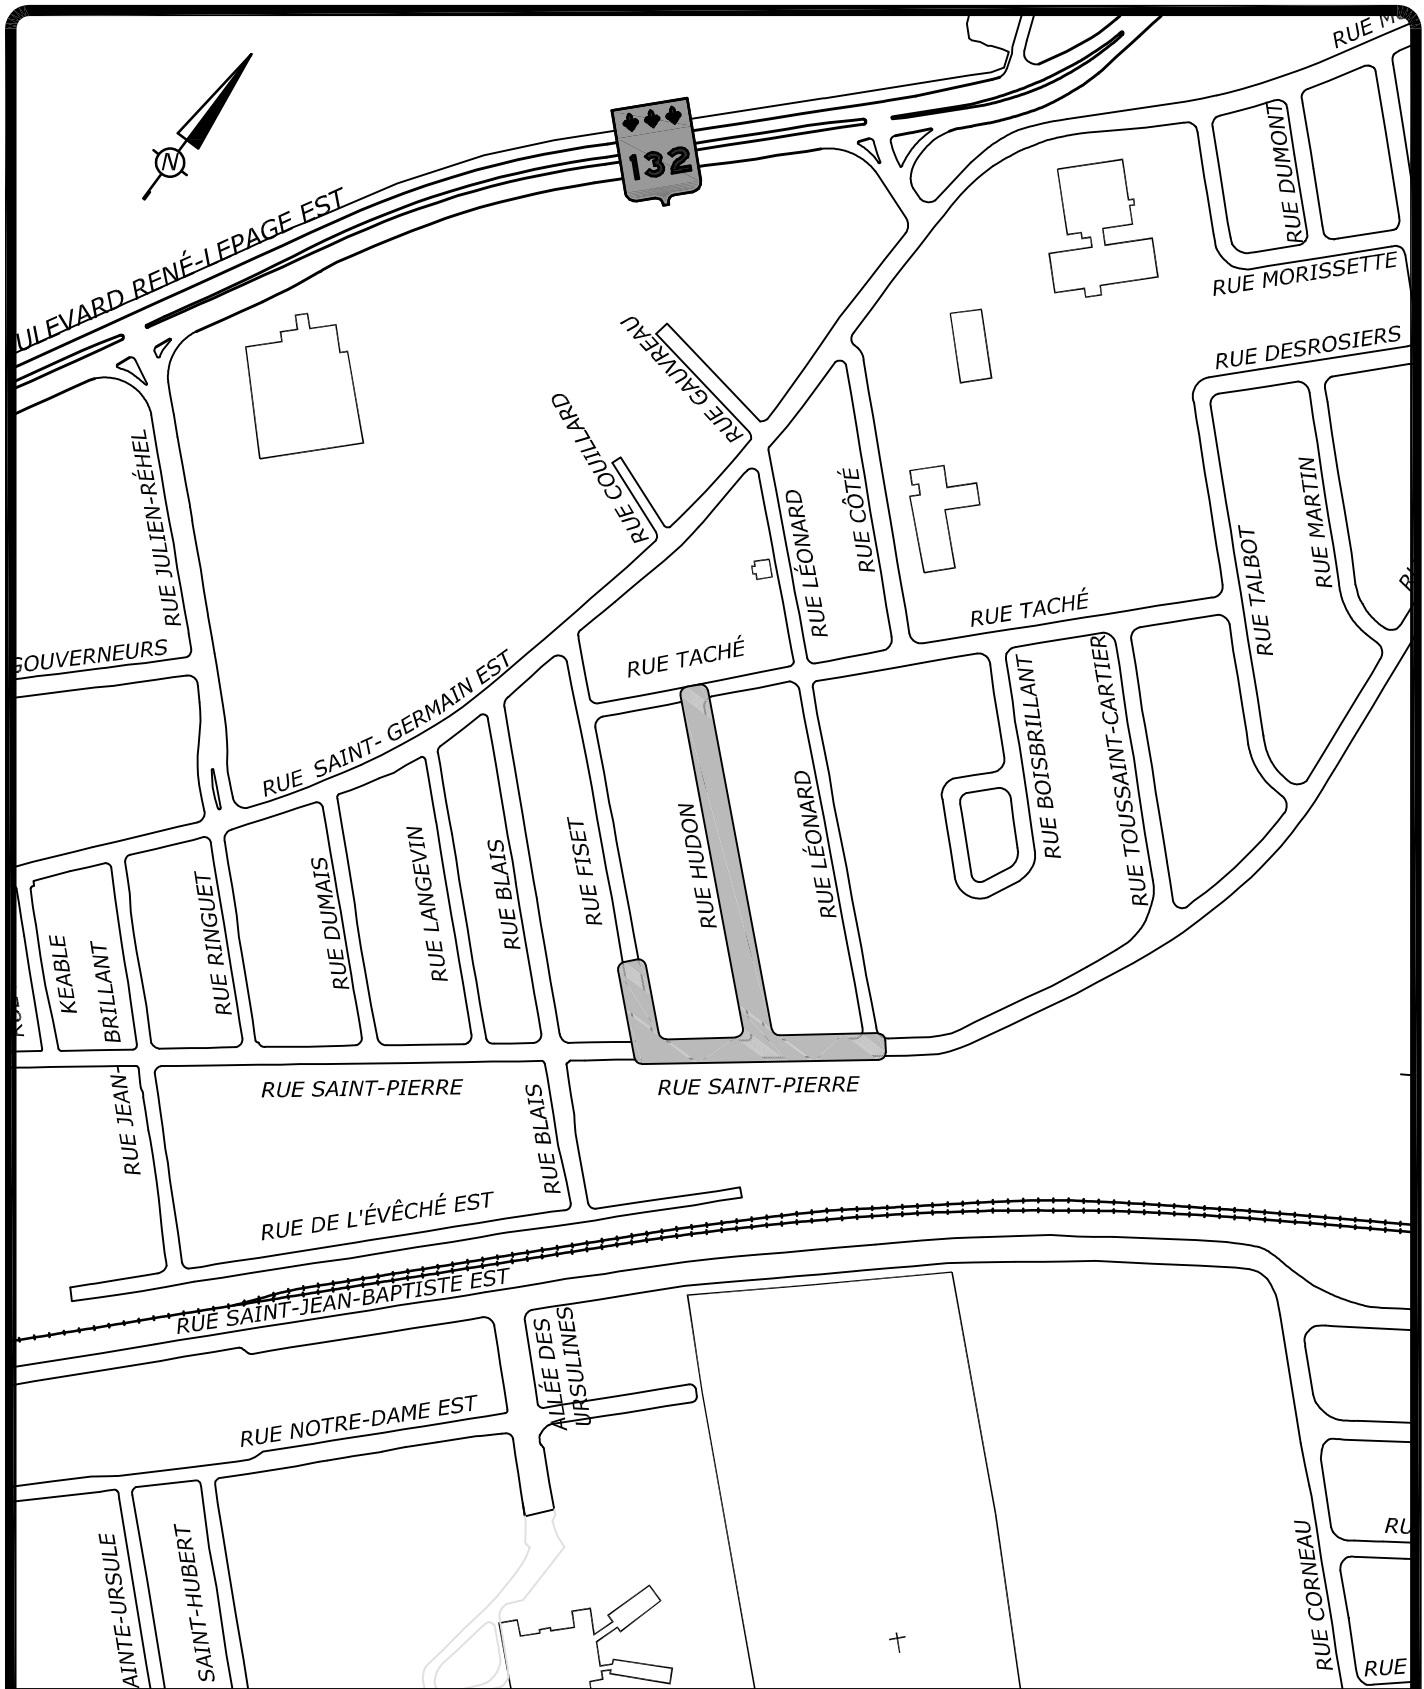 RUE M
N
132
ULEVARD RENÉ-LEPAGE EST
RUE DUMONT
RUE MORISSETTE
RUE DESROSIERS
RUE GAUVREAU
RUE COUILLARD
RUE JULIEN-RÉHEL
RUE LÉONARD
RUE CÔTÉ
RUE MARTIN
RUE TALBOT
RUE TACHÉ
GOUVERNEURS
RUE TACHÉ
RUE SAINT- GERMAIN EST
RUE BOISBRILLANT
RUE TOUSSAINT-CARTIER
RUE HUDON
RUE LÉONARD
RUE FISET
RUE BLAIS
RUE LANGEVIN
RUE DUMAIS
RUE RINGUET
KEABLE
BRILLANT
RUE JEAN-
RUE SAINT-PIERRE
RUE SAINT-PIERRE
RUE BLAIS
RUE DE L'ÉVÊCHÉ EST
RUE SAINT-JEAN-BAPTISTE EST
ALLÉE DES
URSULINES
RUE NOTRE-DAME EST
AINTE-URSULE
SAINT-HUBERT
RUE CORNEAU
RU
RUE